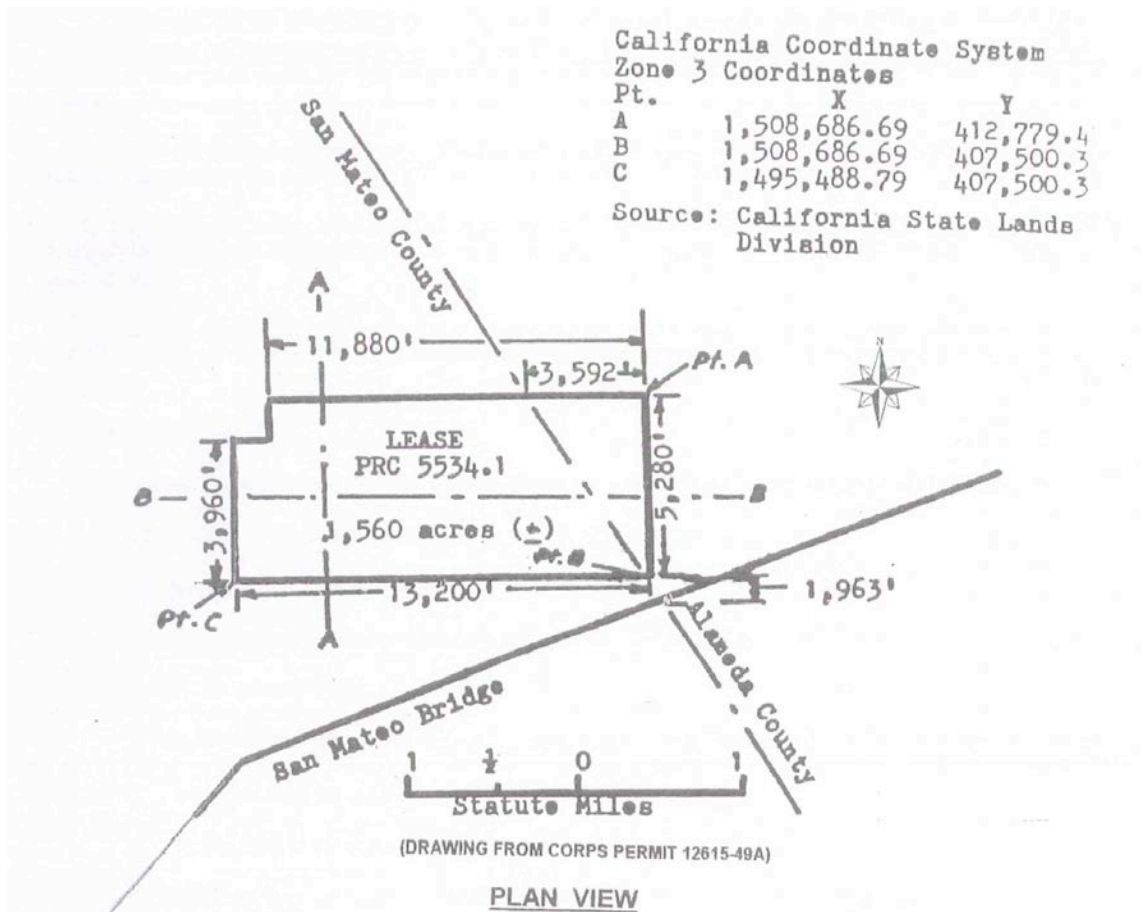 California Coordinate System
Zone 3 Coordinates
Pt. X Y
A 1,508,686.69 412,779.4
B 1,508,686.69 407,500.3
C 1,495,488.79 407,500.3
Source: California State Lands
Division
San Mateo County
A
11,880'
3,592'
Pt. A
N
LEASE
PRC 5534.1
5,280'
3,960'
B
B
1,560 acres (±)
Pt. B
13,200'
1,963'
Pt. C
A
Alameda County
San Mateo Bridge
1 ½ 0 1
Statute Miles
(DRAWING FROM CORPS PERMIT 12615-49A)
PLAN VIEW